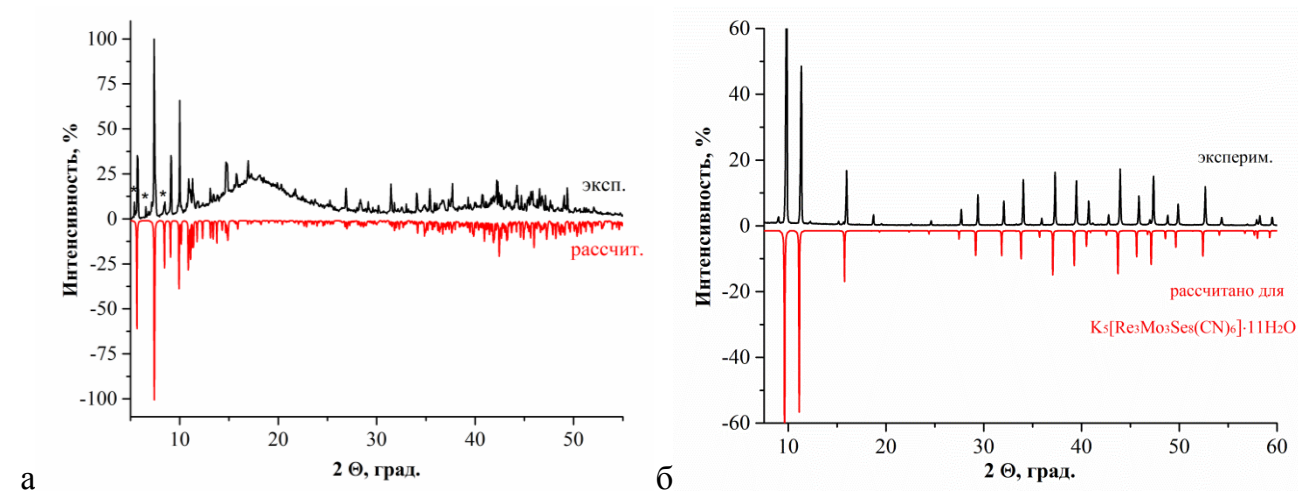 100
75
50
25
0
-25
-50
-75
-100
Интенсивность, %
* * *
эксп.
рассчит.
10 20 30 40 50
2 Θ, град.
а
60
40
20
0
-20
-40
-60
Интенсивность, %
эксперим.
рассчитано для
K₅[Re₃Mo₃Se₈(CN)₆]·11H₂O
10 20 30 40 50 60
2 Θ, град.
б